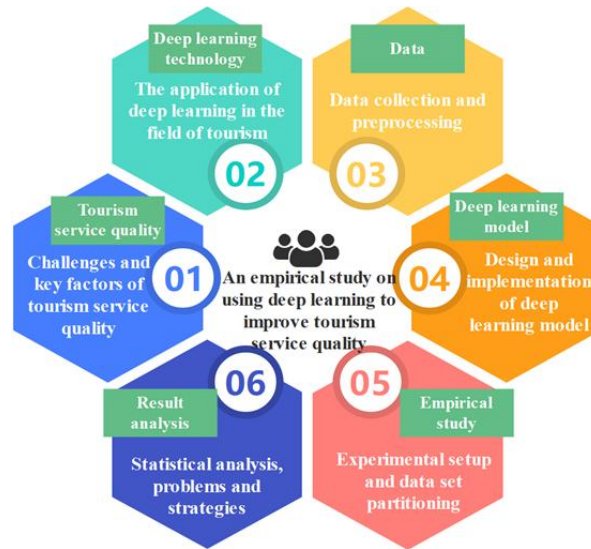 Tourism
service quality
Challenges and
key factors of
tourism service
quality
01
Deep learning
technology
The application of
deep learning in the
field of tourism
02
Data
Data collection and
preprocessing
03
Deep learning
model
Design and
implementation
of deep
learning model
04
Empirical
study
Experimental setup
and data set
partitioning
05
Result
analysis
Statistical analysis,
problems and
strategies
06
An empirical study on
using deep learning to
improve tourism
service quality